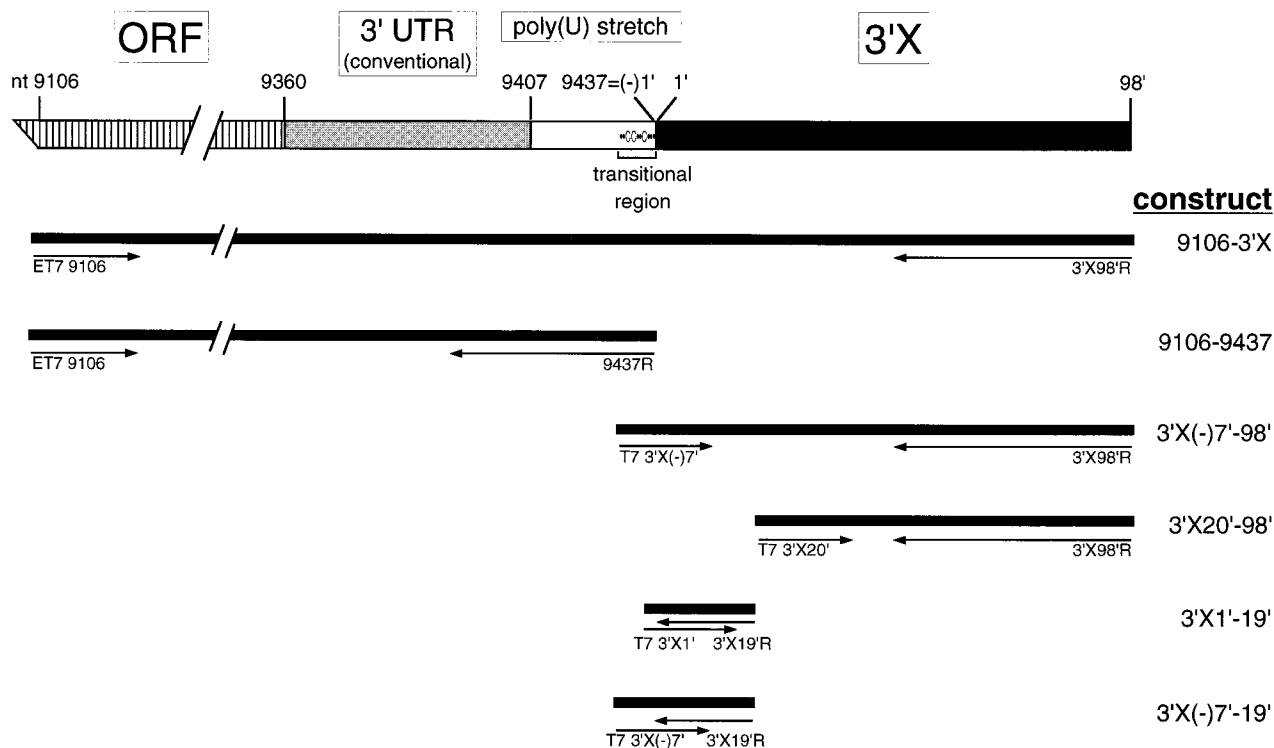 ORF
3' UTR
(conventional)
poly(U) stretch
3'X
nt 9106
9360
9407
9437=(-)1'
1'
98'
transitional
region
construct
9106-3'X
ET7 9106
3'X98'R
9106-9437
ET7 9106
9437R
3'X(-)7'-98'
T7 3'X(-)7'
3'X98'R
3'X20'-98'
T7 3'X20'
3'X98'R
3'X1'-19'
T7 3'X1'
3'X19'R
3'X(-)7'-19'
T7 3'X(-)7'
3'X19'R